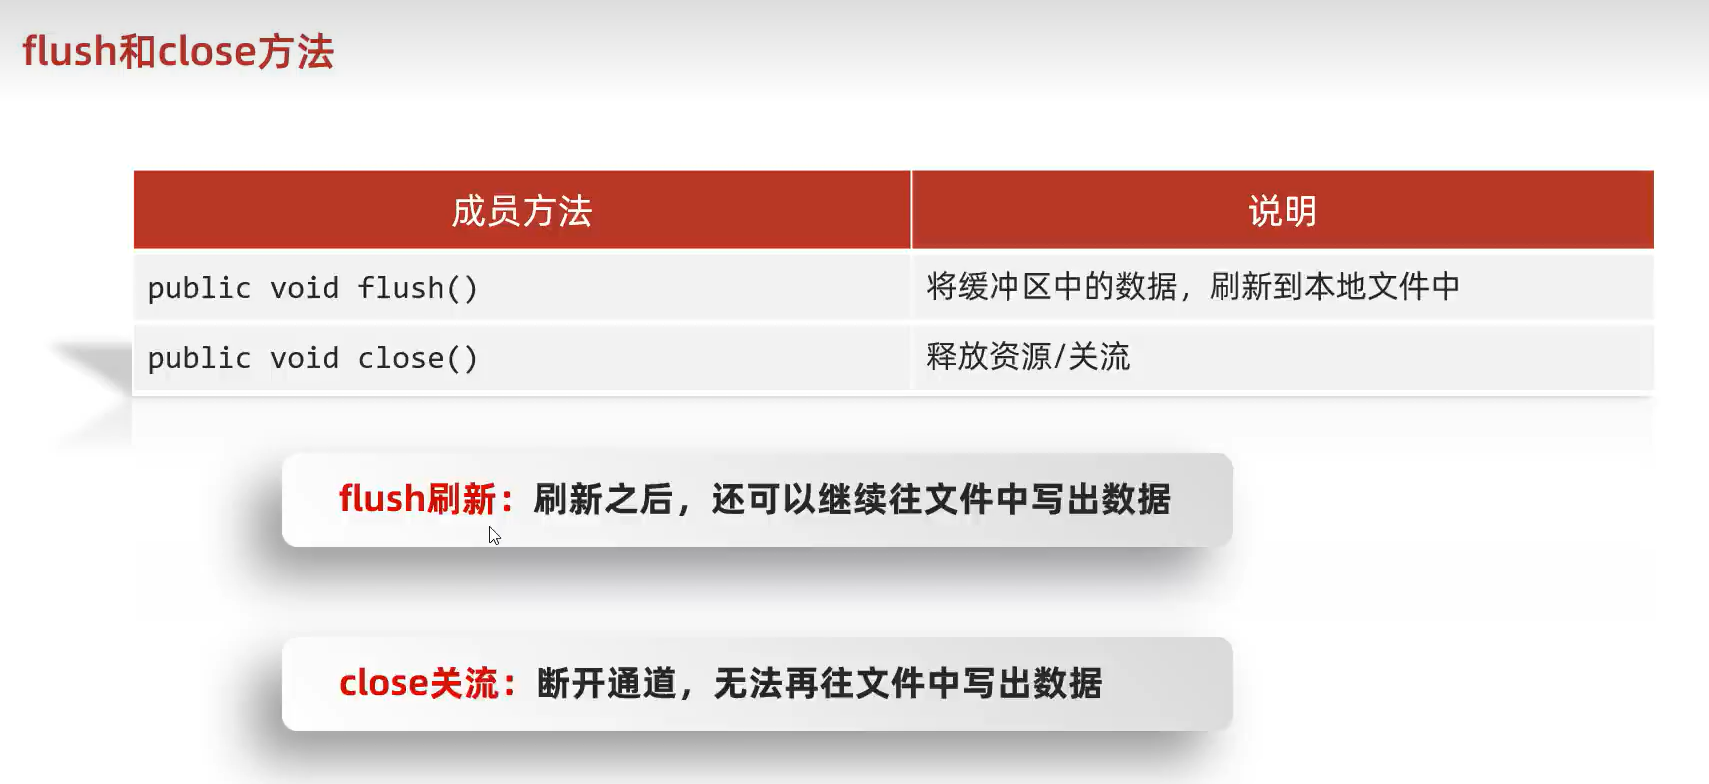 flush和close方法
成员方法 说明
public void flush() 将缓冲区中的数据，刷新到本地文件中
public void close() 释放资源/关流
flush刷新：刷新之后，还可以继续往文件中写出数据
close关流：断开通道，无法再往文件中写出数据